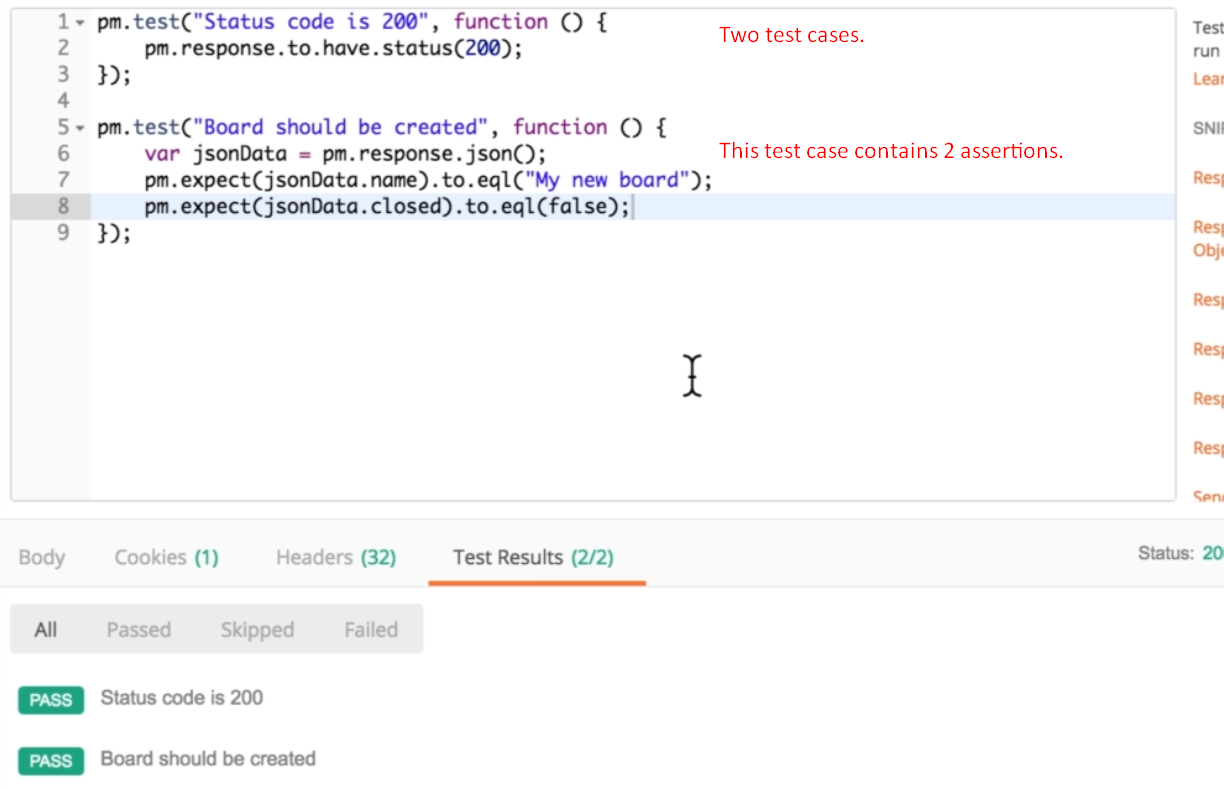 1 pm.test("Status code is 200", function () {
Two test cases.
2 pm.response.to.have.status(200);
3 });
4
5 pm.test("Board should be created", function () {
6 var jsonData = pm.response.json();
This test case contains 2 assertions.
7 pm.expect(jsonData.name).to.eql("My new board");
8 pm.expect(jsonData.closed).to.eql(false);
9 });
Test
run
Body Cookies (1) Headers (32) Test Results (2/2) Status:
All Passed Skipped Failed
PASS Status code is 200
PASS Board should be created